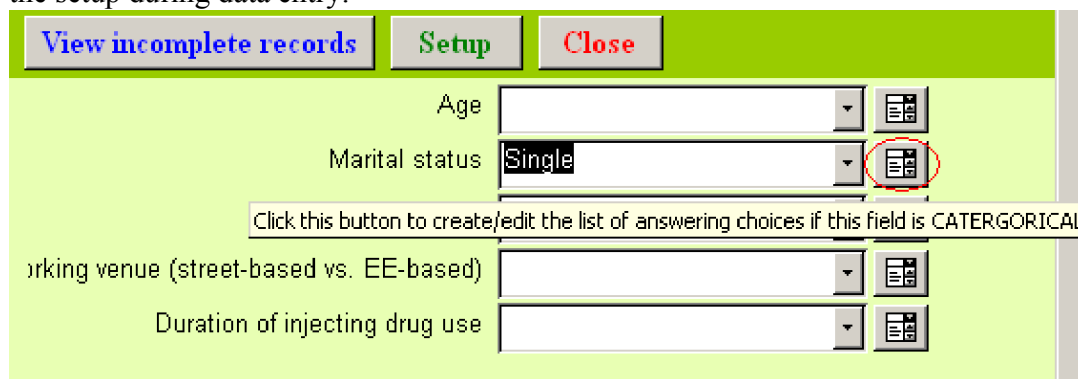 the setup during data entry.
View incomplete records Setup Close
Age
Marital status Single
Click this button to create/edit the list of answering choices if this field is CATERGORICAL
orking venue (street-based vs. EE-based)
Duration of injecting drug use